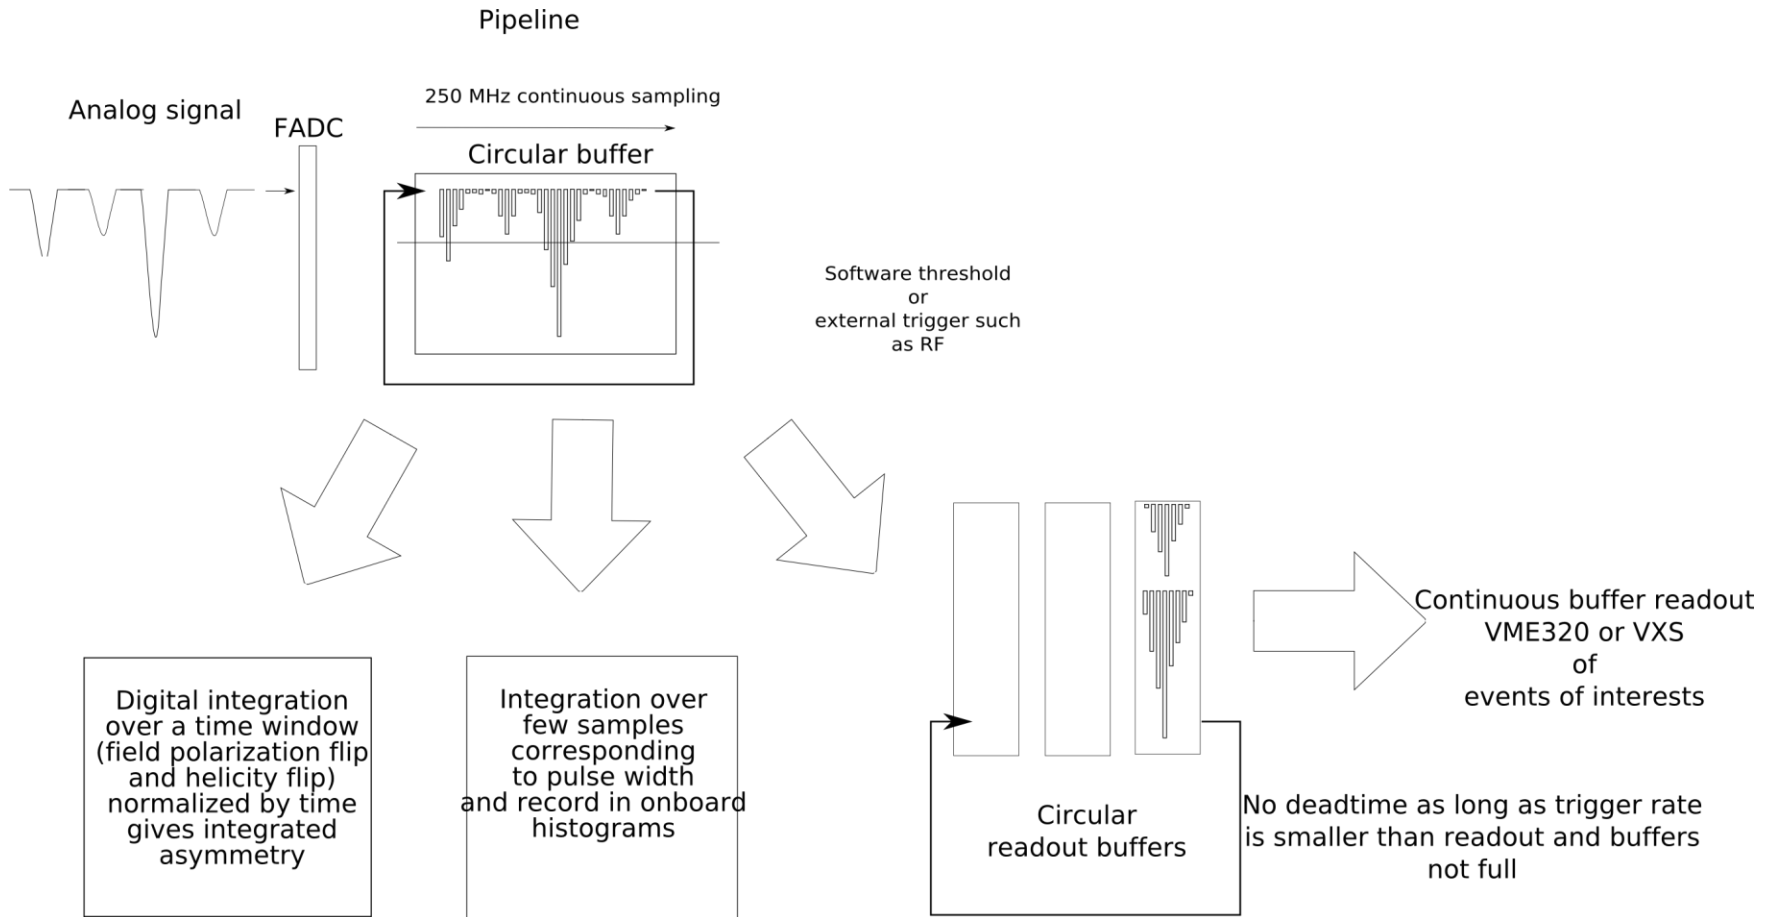 Pipeline
Analog signal
FADC
250 MHz continuous sampling
Circular buffer
Software threshold
or
external trigger such
as RF
Digital integration
over a time window
(field polarization flip
and helicity flip)
normalized by time
gives integrated
asymmetry
Integration over
few samples
corresponding
to pulse width
and record in onboard
histograms
Circular
readout buffers
Continuous buffer readout
VME320 or VXS
of
events of interests
No deadtime as long as trigger rate
is smaller than readout and buffers
not full